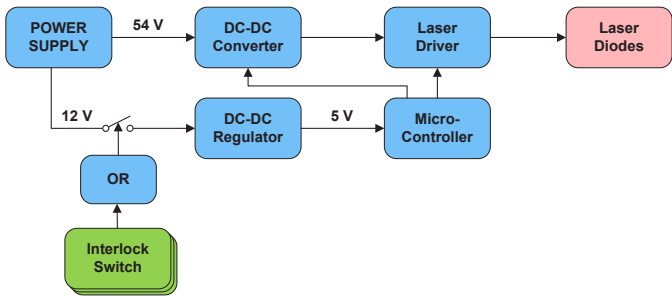 POWER
SUPPLY
54 V
DC-DC
Converter
Laser
Driver
Laser
Diodes
12 V
DC-DC
Regulator
5 V
Micro-
Controller
OR
Interlock
Switch